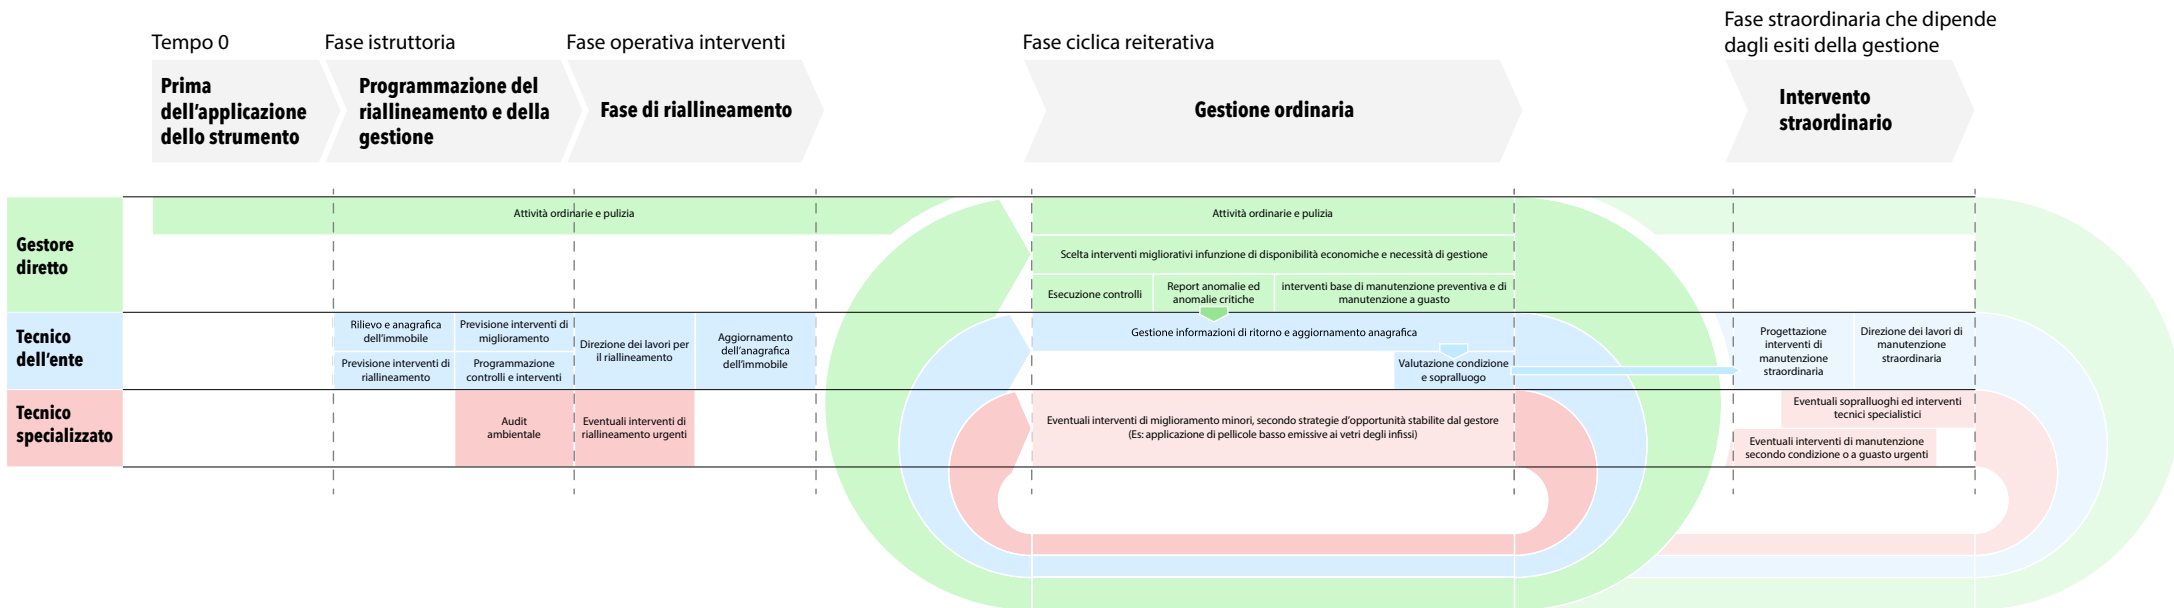 Tempo 0
Fase istruttoria
Fase operativa interventi
Fase ciclica reiterativa
Fase straordinaria che dipende
dagli esiti della gestione
Prima
dell'applicazione
dello strumento
Programmazione del
riallineamento e della
gestione
Fase di riallineamento
Gestione ordinaria
Intervento
straordinario
Gestore
diretto
Attività ordinarie e pulizia
Attività ordinarie e pulizia
Scelta interventi migliorativi infunzione di disponibilità economiche e necessità di gestione
Esecuzione controlli
Report anomalie ed
anomalie critiche
interventi base di manutenzione preventiva e di
manutenzione a guasto
Tecnico
dell'ente
Rilievo e anagrafica
dell'immobile
Previsione interventi di
miglioramento
Previsione interventi di
riallineamento
Programmazione
controlli e interventi
Direzione dei lavori per
il riallineamento
Aggiornamento
dell'anagrafica
dell'immobile
Gestione informazioni di ritorno e aggiornamento anagrafica
Valutazione condizione
e sopralluogo
Progettazione
interventi di
manutenzione
straordinaria
Direzione dei lavori di
manutenzione
straordinaria
Tecnico
specializzato
Audit
ambientale
Eventuali interventi di
riallineamento urgenti
Eventuali interventi di miglioramento minori, secondo strategie d'opportunità stabilite dal gestore
(Es: applicazione di pellicole basso emissive ai vetri degli infissi)
Eventuali sopralluoghi ed interventi
tecnici specialistici
Eventuali interventi di manutenzione
secondo condizione o a guasto urgenti